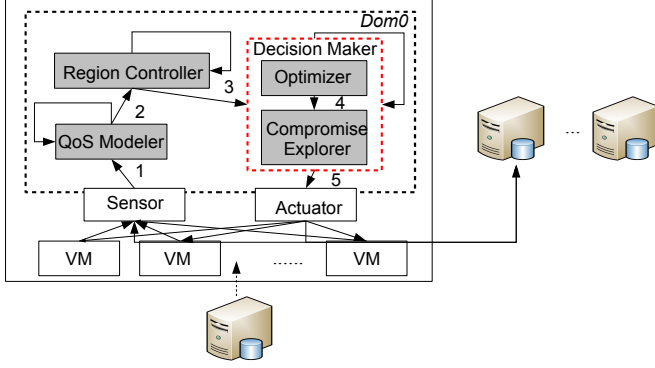 Dom0
Decision Maker
Region Controller
3
Optimizer
2
4
QoS Modeler
Compromise
Explorer
1
5
Sensor
Actuator
VM
VM
......
VM
...